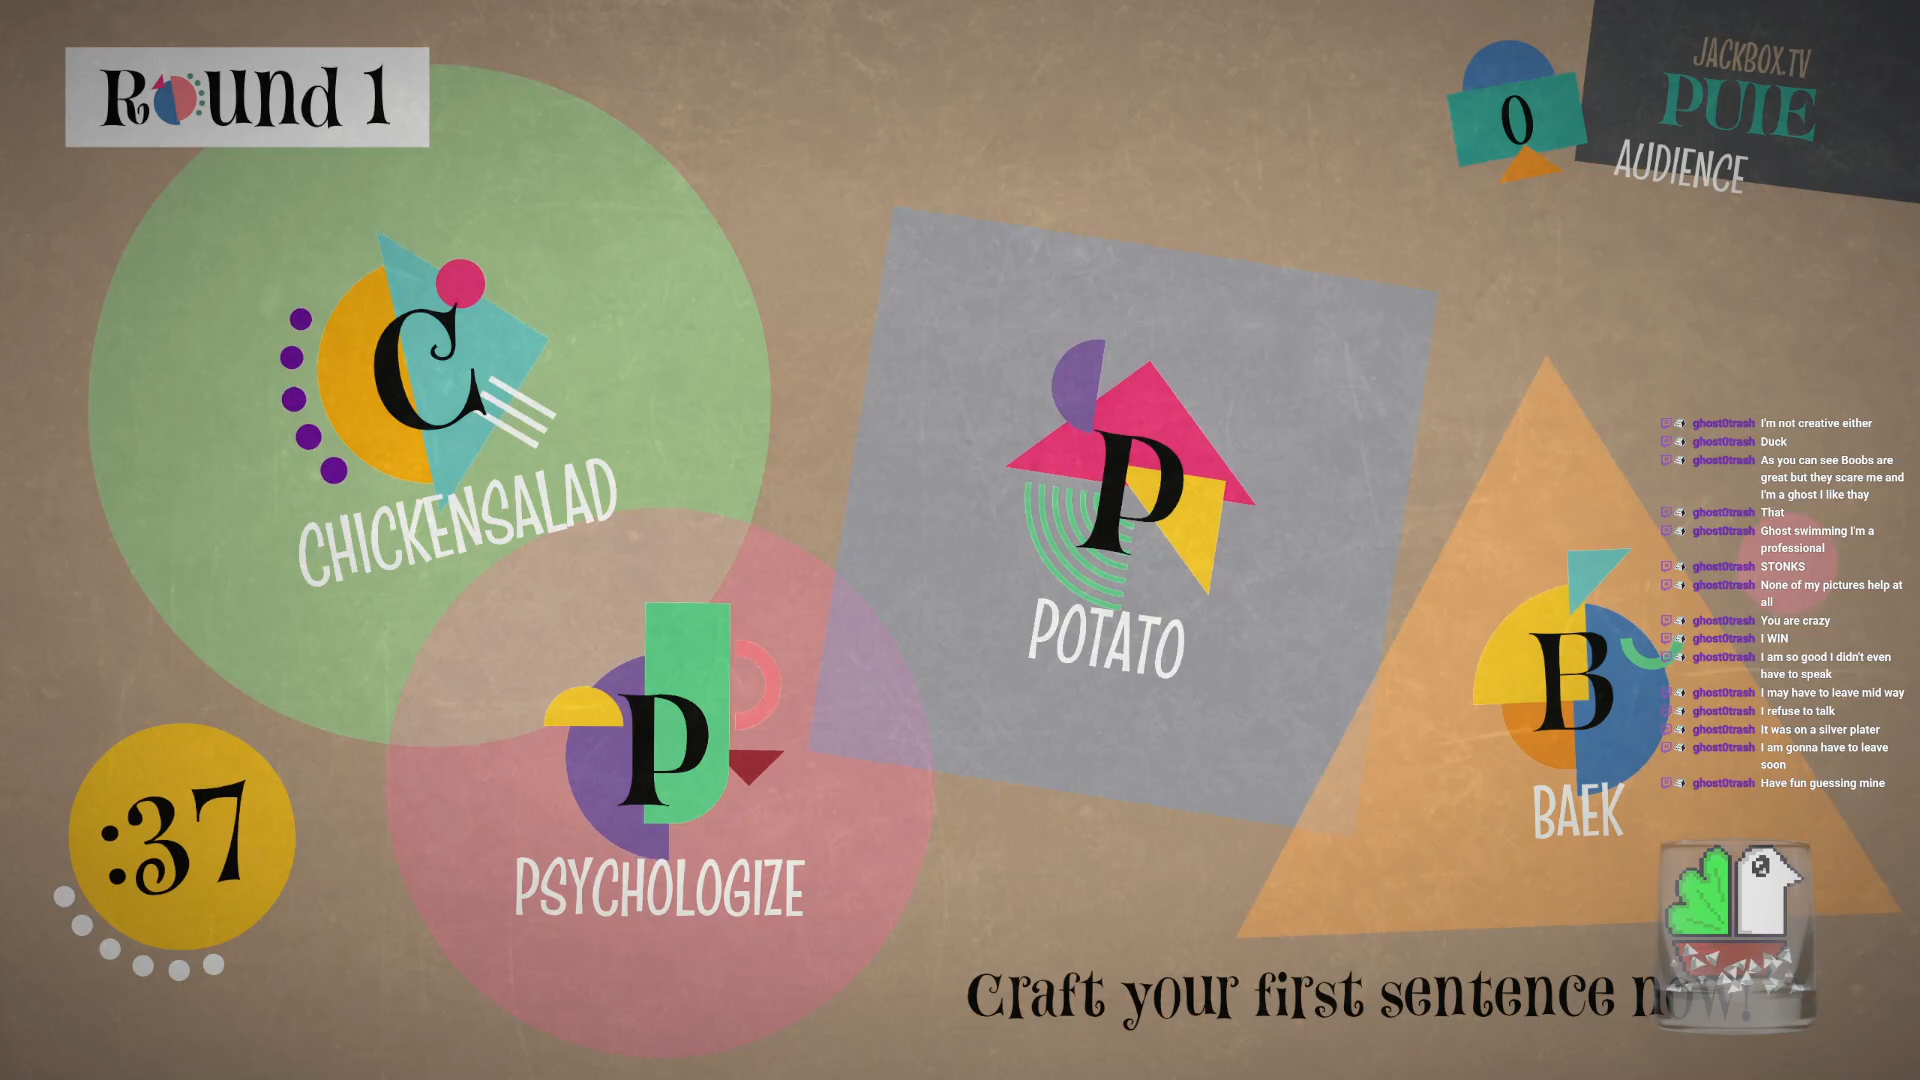 Round 1
JACKBOX.TV
PUIE
0
AUDIENCE
C
CHICKENSALAD
P
POTATO
P
PSYCHOLOGIZE
B
BAEK
:37
ghost0trash I'm not creative either
ghost0trash Duck
ghost0trash As you can see Boobs are
great but they scare me and
I'm a ghost I like thay
ghost0trash That
ghost0trash Ghost swimming I'm a
professional
ghost0trash STONKS
ghost0trash None of my pictures help at
all
ghost0trash You are crazy
ghost0trash I WIN
ghost0trash I am so good I didn't even
have to speak
ghost0trash I may have to leave mid way
ghost0trash I refuse to talk
ghost0trash It was on a silver plater
ghost0trash I am gonna have to leave
soon
ghost0trash Have fun guessing mine
Craft your first sentence now!